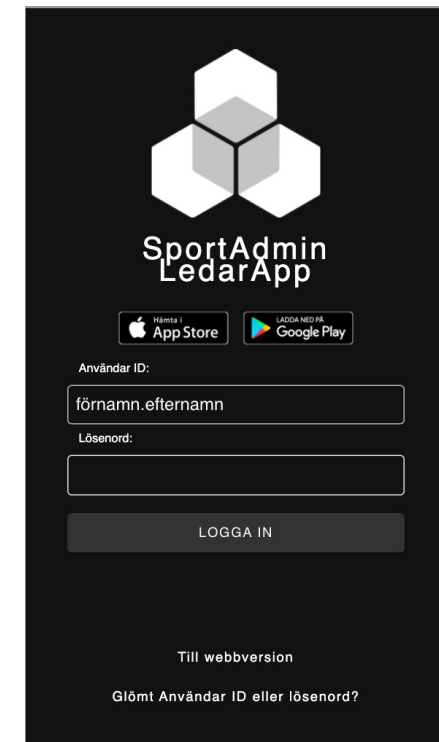 SportAdmin
LedarApp
Hämta i
App Store
LADDA NED PÅ
Google Play
Användar ID:
förnamn.efternamn
Lösenord:
LOGGA IN
Till webbversion
Glömt Användar ID eller lösenord?